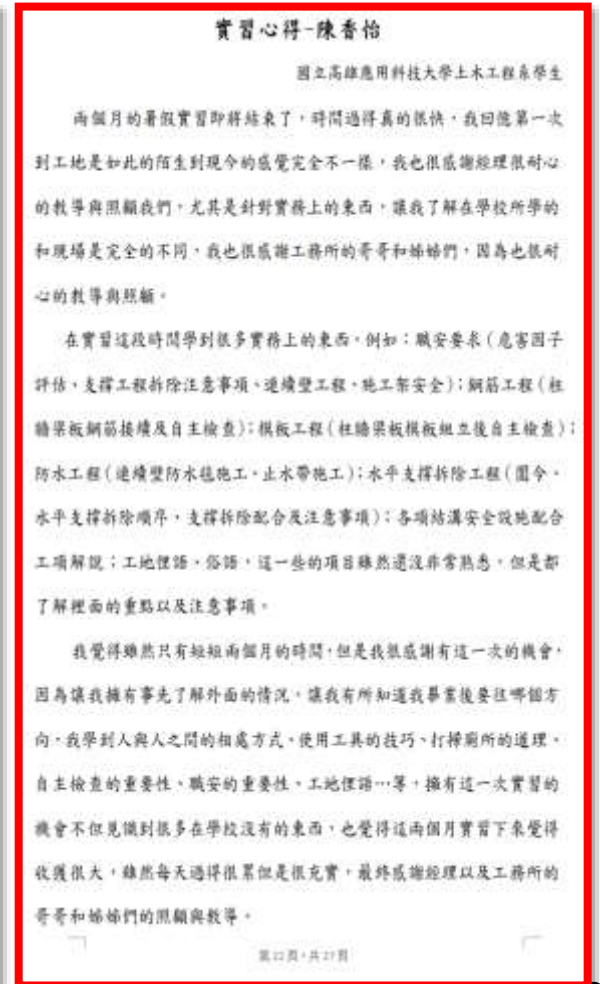 實習心得-陳香怡
國立高雄應用科技大學土木工程系學生
兩個月的暑假實習即將結束了，時間過得真的很快，我回憶第一次
到工地是如此的陌生到現今的感覺完全不一樣，我也很感謝經理很耐心
的教導與照顧我們，尤其是針對實務上的東西，讓我了解在學校所學的
和現場是完全的不同，我也很感謝工務所的哥哥和姊姊們，因為也很耐
心的教導與照顧。
在實習這段時間學到很多實務上的東西。例如：職安要求(危害因子
評估、支撐工程拆除注意事項、連續壁工程、施工架安全)；鋼筋工程(柱
牆梁板鋼筋接續及自主檢查)；模板工程(柱牆梁板模板組立後自主檢查)；
防水工程(連續壁防水毯施工、止水帶施工)；水平支撐拆除工程(圍令、
水平支撐拆除順序、支撐拆除配合及注意事項)；各項結溝安全設施配合
工項解說；工地俚語、俗語，這一些的項目雖然還沒非常熟悉，但是都
了解裡面的重點以及注意事項。
我覺得雖然只有短短兩個月的時間，但是我很感謝有這一次的機會，
因為讓我擁有事先了解外面的情況，讓我有所知道我畢業後要往哪個方
向，我學到人與人之間的相處方式、使用工具的技巧、打掃廁所的道理、
自主檢查的重要性、職安的重要性、工地俚語…等，擁有這一次實習的
機會不但見識到很多在學校沒有的東西，也覺得這兩個月實習下來覺得
收獲很大，雖然每天過得很累但是很充實，最終感謝經理以及工務所的
哥哥和姊姊們的照顧與教導。
第22頁，共27頁